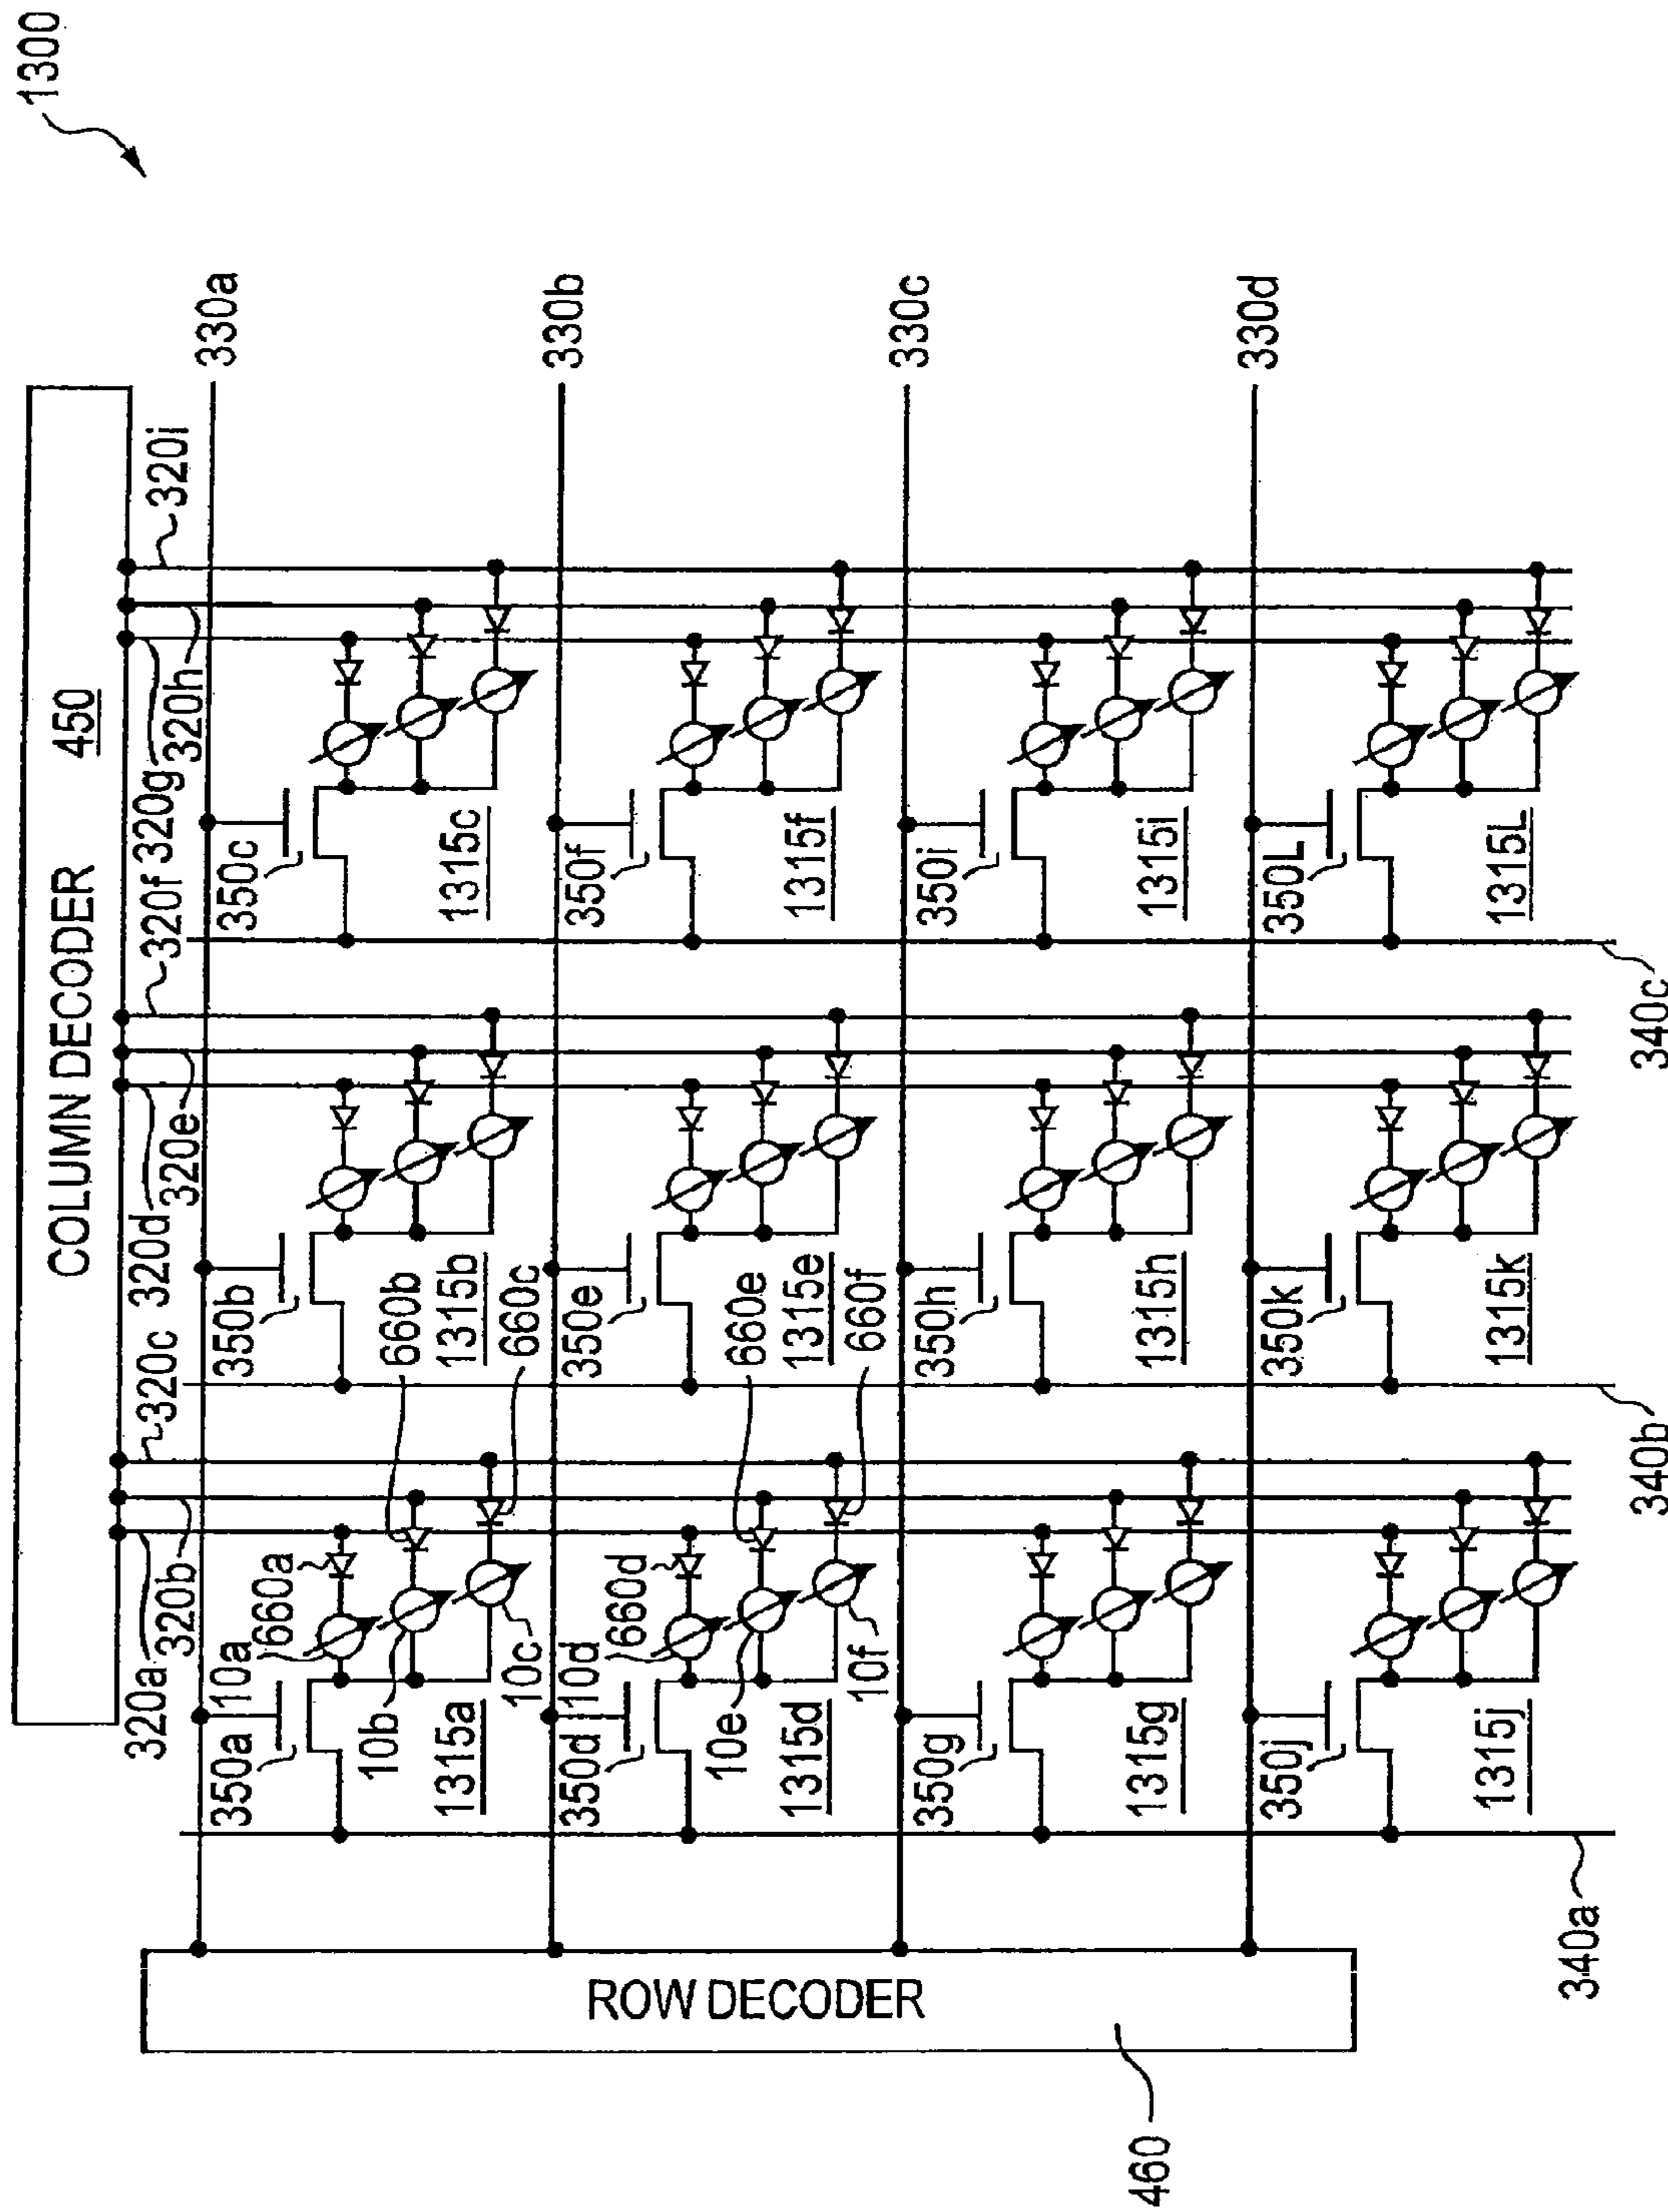 1300
COLUMN DECODER
450
320a
320b
320c
320d
320e
320f
320g
320h
320i
330a
350a
10a
660a
350b
350c
10b
660b
1315a
10c
1315b
660c
1315c
330b
350d
10d
660d
350e
350f
10e
660e
1315d
10f
1315e
660f
1315f
330c
350g
350h
350i
1315g
1315h
1315i
330d
350j
350k
350L
1315j
1315k
1315L
ROW DECODER
460
340a
340b
340c